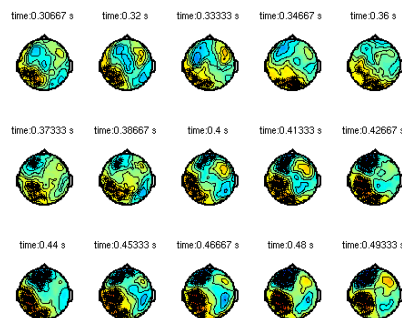 time:0.30667 s time:0.32 s time:0.33333 s time:0.34667 s time:0.36 s
time:0.37333 s time:0.38667 s time:0.4 s time:0.41333 s time:0.42667 s
time:0.44 s time:0.45333 s time:0.46667 s time:0.48 s time:0.49333 s